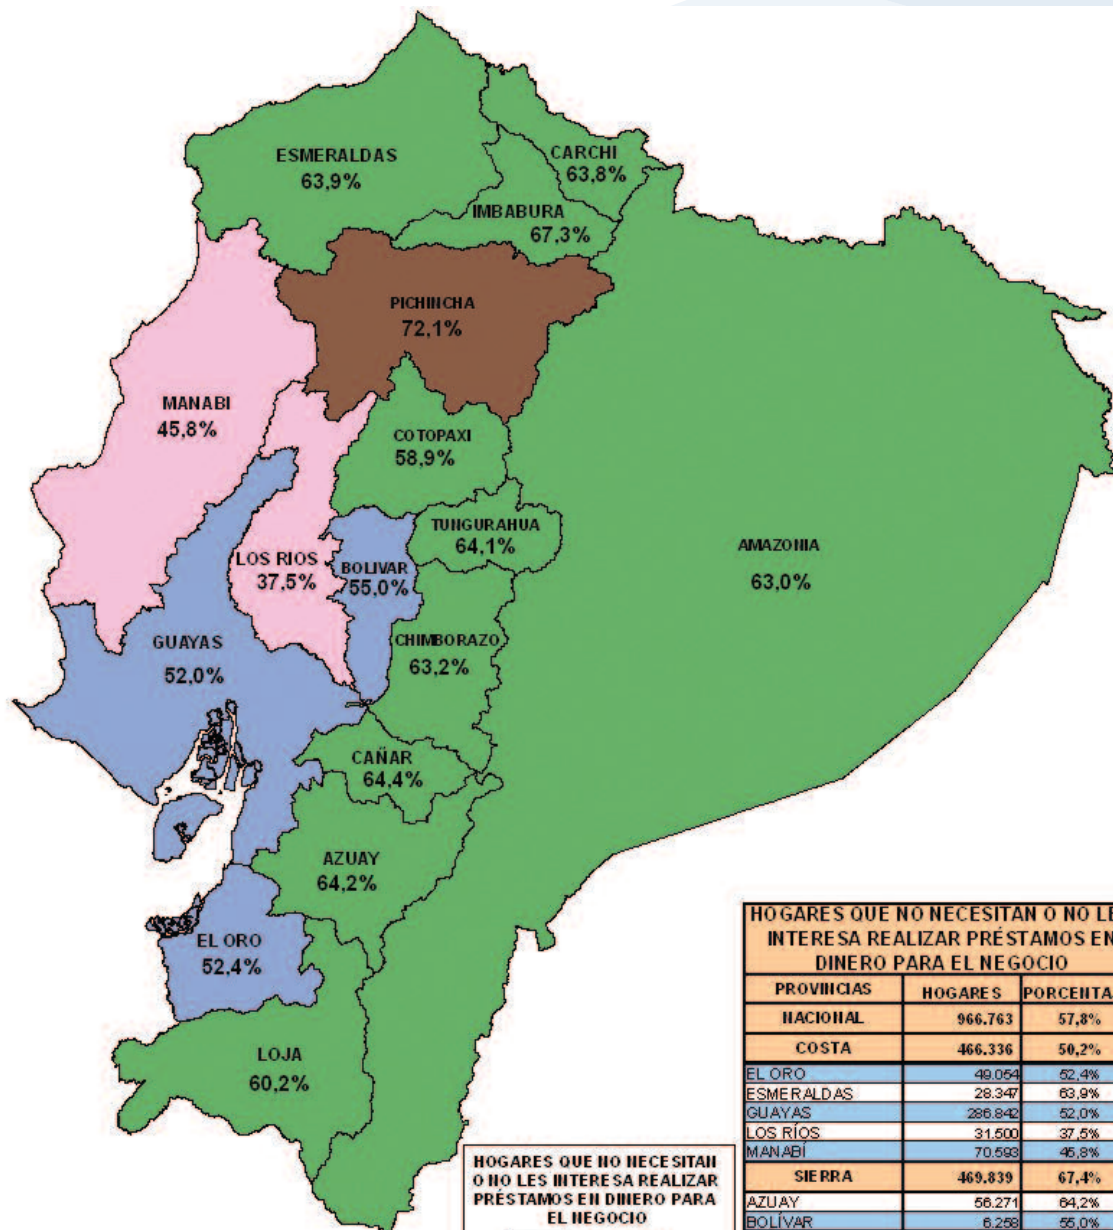 ESMERALDAS
63,9%
CARCHI
63,8%
IMBABURA
67,3%
PICHINCHA
72,1%
MANABI
45,8%
COTOPAXI
58,9%
TUNGURAHUA
64,1%
LOS RIOS
37,5%
BOLIVAR
55,0%
AMAZONIA
63,0%
GUAYAS
52,0%
CHIMBORAZO
63,2%
CAÑAR
64,4%
AZUAY
64,2%
EL ORO
52,4%
LOJA
60,2%
HOGARES QUE NO NECESITAN
O NO LES INTERESA REALIZAR
PRÉSTAMOS EN DINERO PARA
EL NEGOCIO
HOGARES QUE NO NECESITAN O NO LE
INTERESA REALIZAR PRÉSTAMOS EN
DINERO PARA EL NEGOCIO
PROVINCIAS HOGARES PORCENTA
NACIONAL 966.763 57,8%
COSTA 466.336 50,2%
EL ORO 49.054 52,4%
ESMERALDAS 28.347 63,9%
GUAYAS 286.842 52,0%
LOS RÍOS 31.500 37,5%
MANABÍ 70.593 45,8%
SIERRA 469.839 67,4%
AZUAY 56.271 64,2%
BOLÍVAR 6.258 55,0%